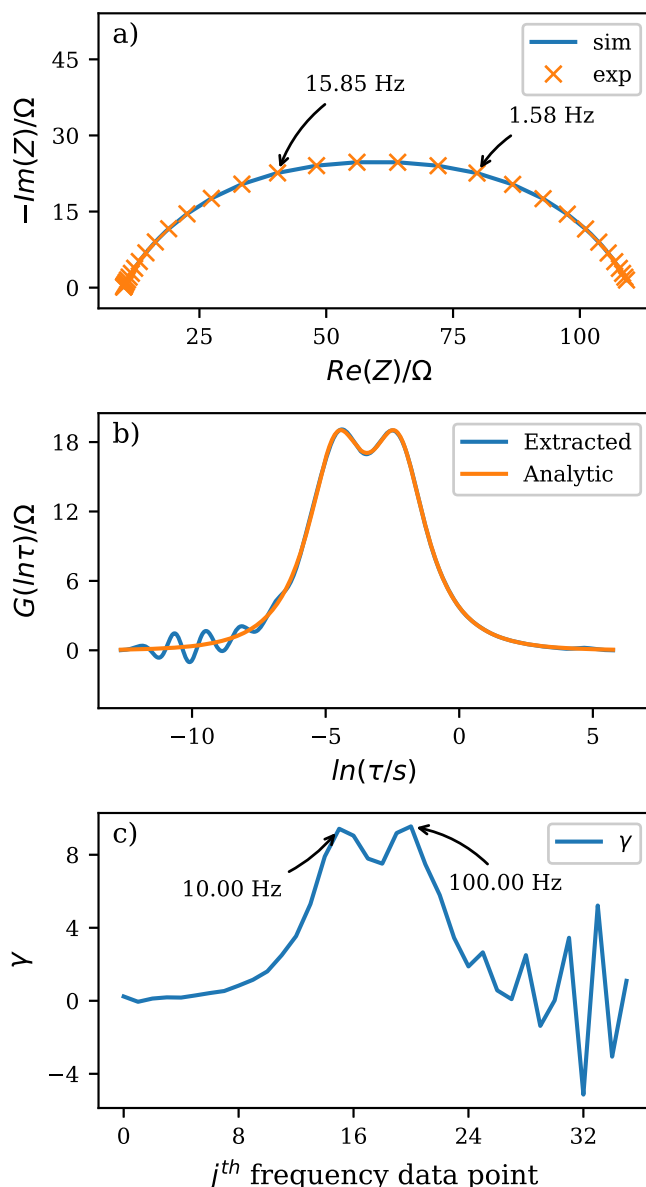 a)
sim
exp
15.85 Hz
1.58 Hz
45
30
15
0
−Im(Z)/Ω
25
50
75
100
Re(Z)/Ω
b)
Extracted
Analytic
18
12
6
0
G(lnτ)/Ω
−10
−5
0
5
ln(τ/s)
c)
γ
10.00 Hz
100.00 Hz
8
4
0
−4
γ
0
8
16
24
32
jth frequency data point